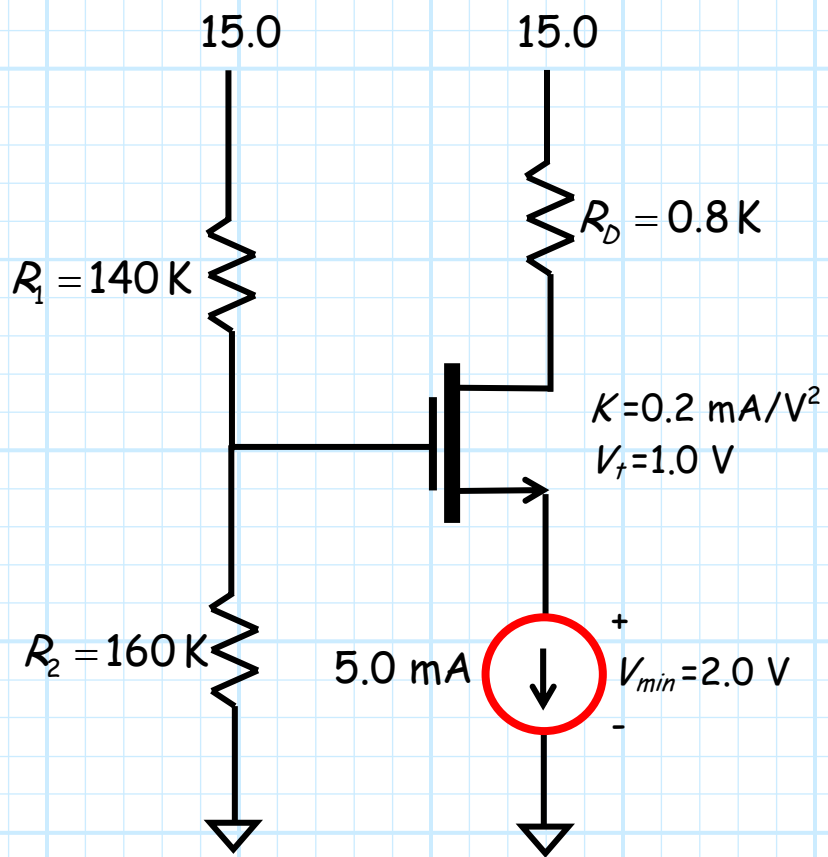 15.0 15.0
R_D = 0.8 K
R_1 = 140 K
K=0.2 mA/V²
V_t=1.0 V
R_2 = 160 K
5.0 mA
+
V_min=2.0 V
-